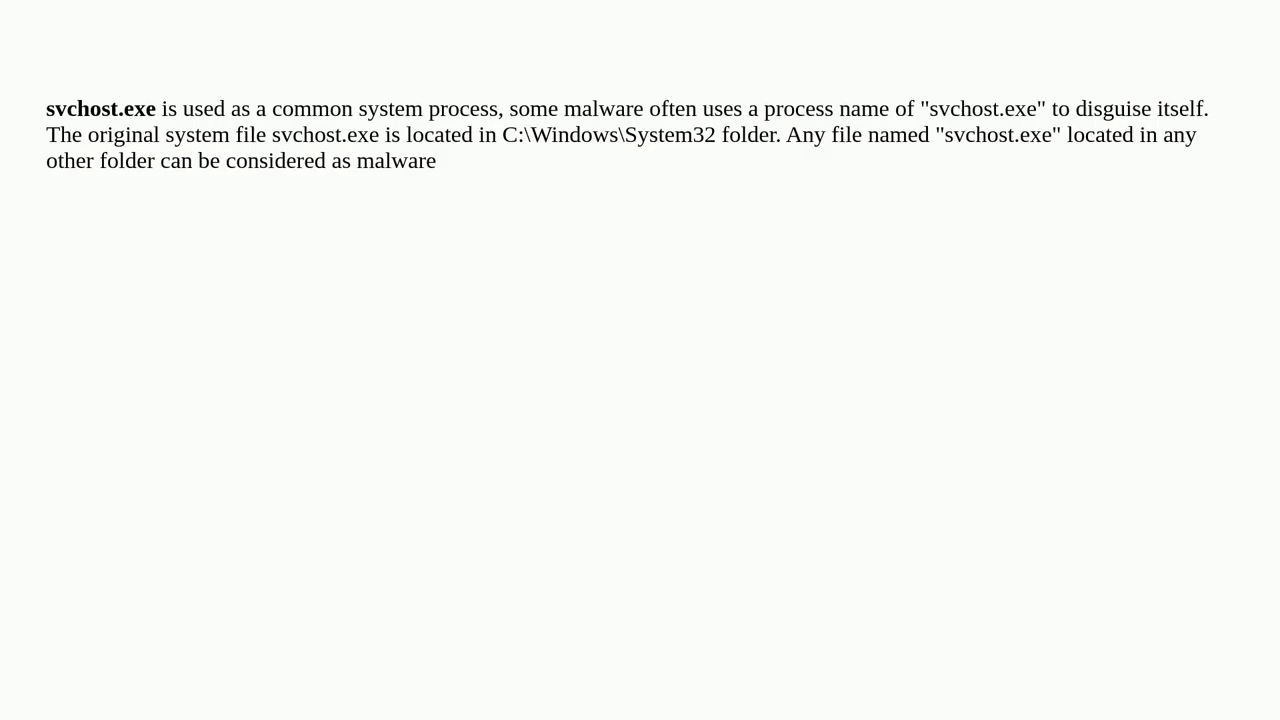 svchost.exe is used as a common system process, some malware often uses a process name of "svchost.exe" to disguise itself.
The original system file svchost.exe is located in C:\Windows\System32 folder. Any file named "svchost.exe" located in any
other folder can be considered as malware